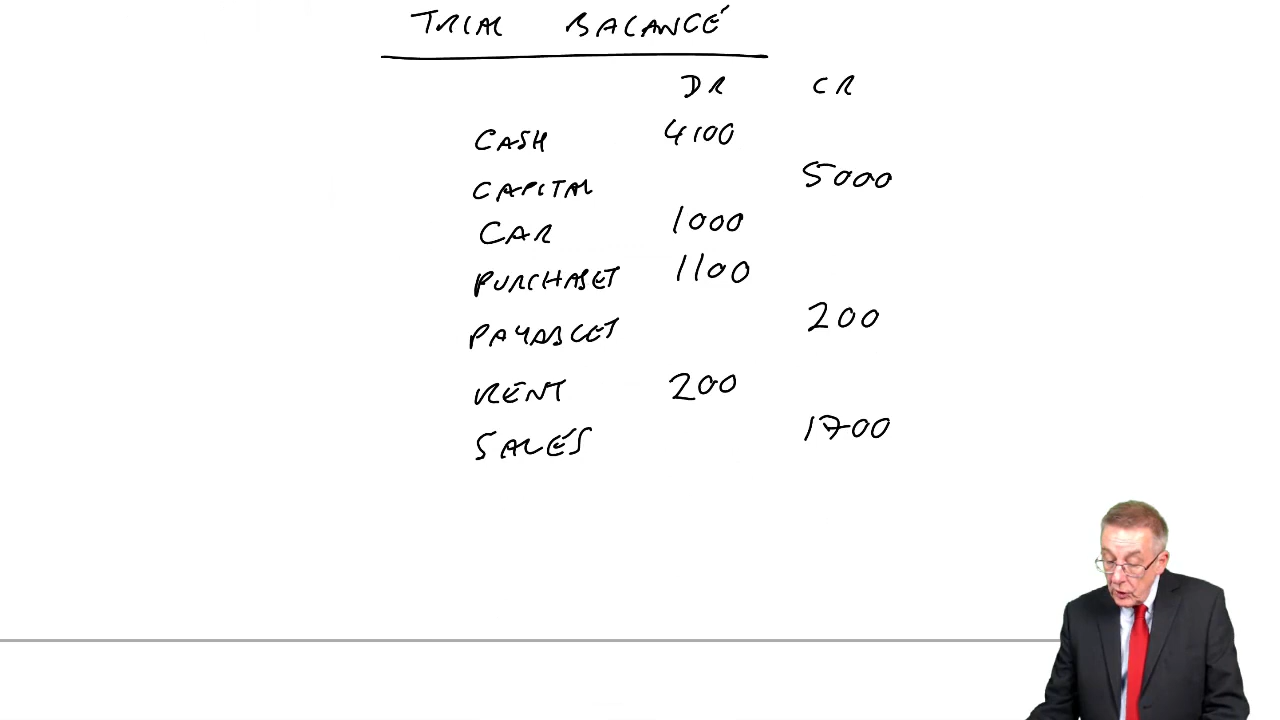 TRIAL BALANCE
DR CR
CASH 4100
CAPITAL 5000
CAR 1000
PURCHASES 1100
PAYABLES 200
RENT 200
SALES 1700